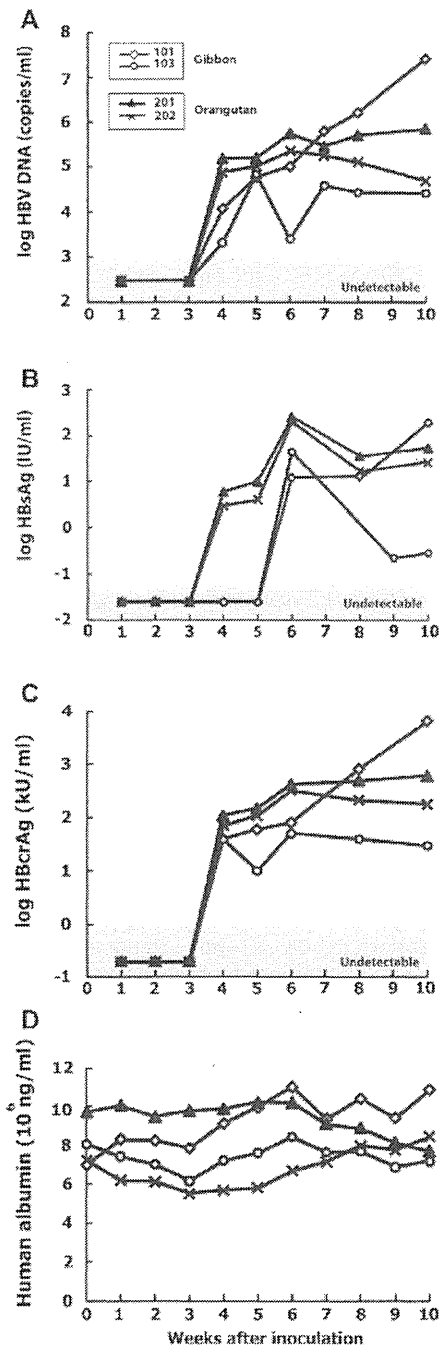 A
log HBV DNA (copies/ml)
8
7
6
5
4
3
2
101
103
Gibbon
201
202
Orangutan
Undetectable
0 1 2 3 4 5 6 7 8 9 10
B
log HBsAg (IU/ml)
3
2
1
0
-1
-2
Undetectable
0 1 2 3 4 5 6 7 8 9 10
C
log HBcrAg (kU/ml)
4
3
2
1
0
-1
Undetectable
0 1 2 3 4 5 6 7 8 9 10
D
Human albumin (10^6 ng/ml)
12
10
8
6
4
2
0
0 1 2 3 4 5 6 7 8 9 10
Weeks after inoculation